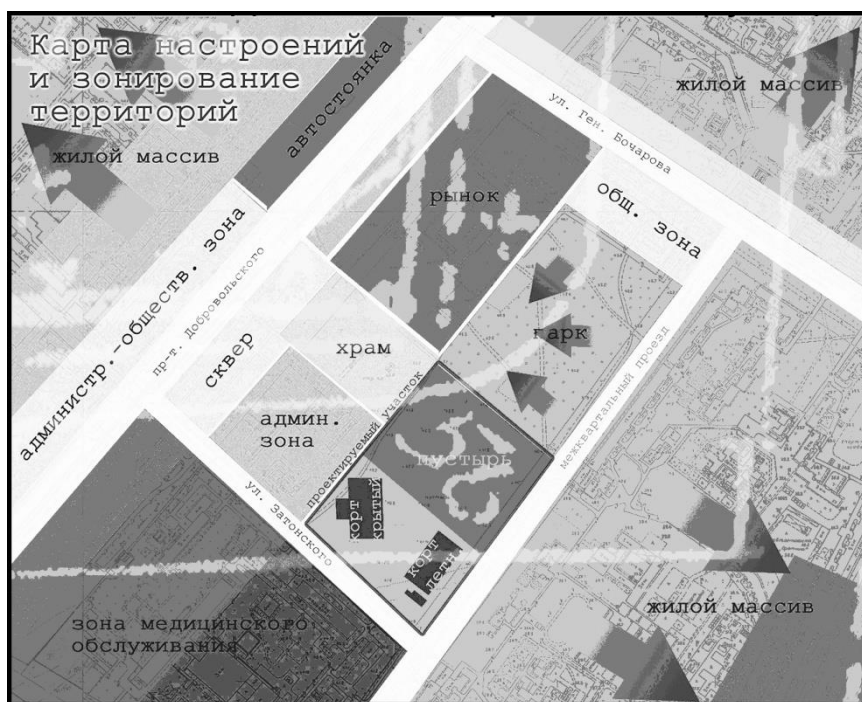 Карта настроений
и зонирование
территорий
жилой массив
автостоянка
жилой массив
ул. Ген. Бочарова
рынок
общ. зона
администр.-обществ. зона
пр-т. Добровольского
сквер
храм
парк
админ.
зона
проектируемый участок
межквартальный проезд
пустырь
ул. Затонского
корт
крытый
корт
летн.
зона медицинского
обслуживания
жилой массив